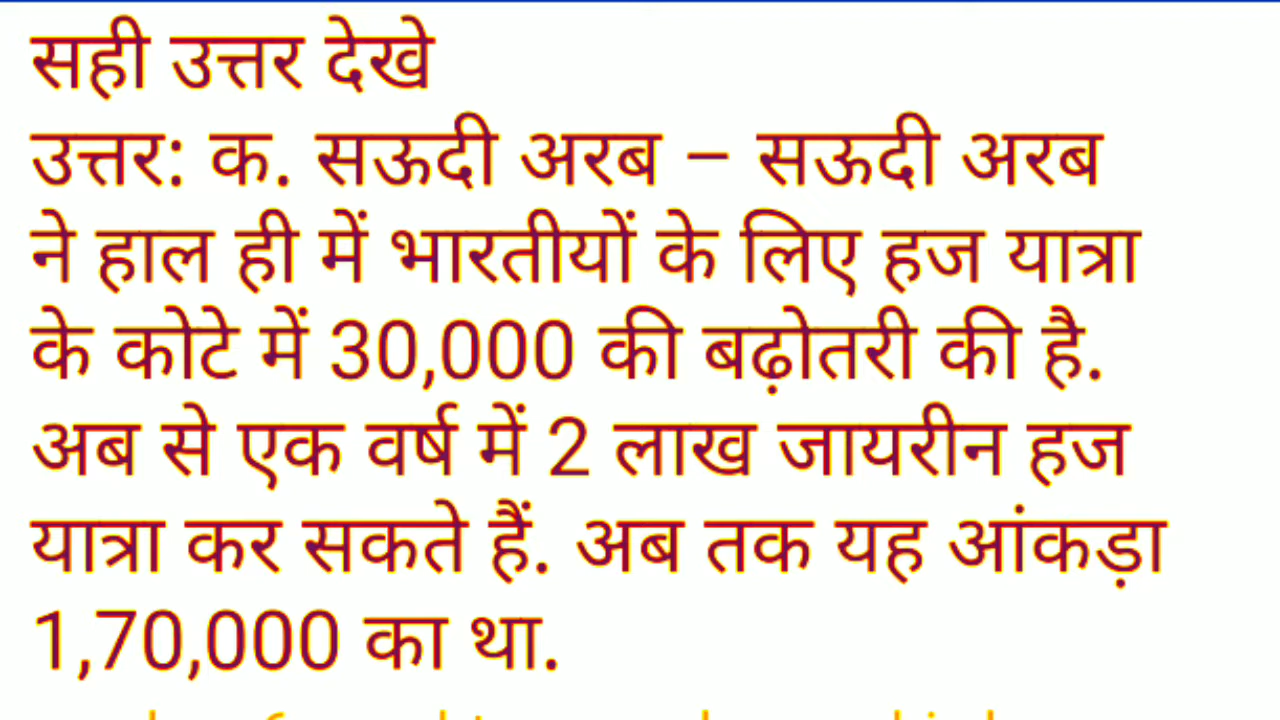 सही उत्तर देखे
उत्तर: क. सऊदी अरब – सऊदी अरब
ने हाल ही में भारतीयों के लिए हज यात्रा
के कोटे में 30,000 की बढ़ोतरी की है.
अब से एक वर्ष में 2 लाख जायरीन हज
यात्रा कर सकते हैं. अब तक यह आंकड़ा
1,70,000 का था.